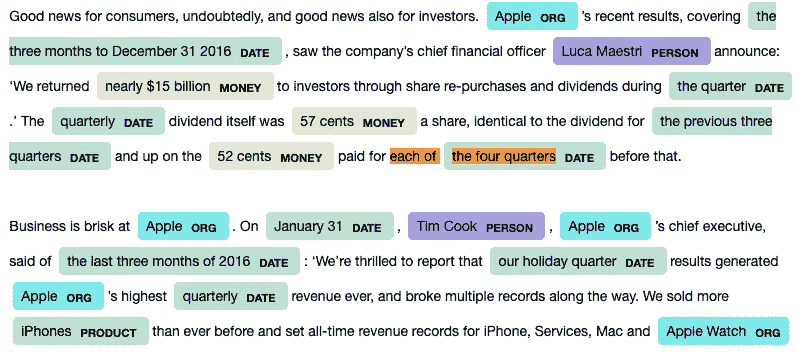 Good news for consumers, undoubtedly, and good news also for investors. Apple ORG 's recent results, covering the
three months to December 31 2016 DATE , saw the company's chief financial officer Luca Maestri PERSON announce:
‘We returned nearly $15 billion MONEY to investors through share re-purchases and dividends during the quarter DATE
.’ The quarterly DATE dividend itself was 57 cents MONEY a share, identical to the dividend for the previous three
quarters DATE and up on the 52 cents MONEY paid for each of the four quarters DATE before that.
Business is brisk at Apple ORG . On January 31 DATE , Tim Cook PERSON , Apple ORG ’s chief executive,
said of the last three months of 2016 DATE : ‘We’re thrilled to report that our holiday quarter DATE results generated
Apple ORG ’s highest quarterly DATE revenue ever, and broke multiple records along the way. We sold more
iPhones PRODUCT than ever before and set all-time revenue records for iPhone, Services, Mac and Apple Watch ORG